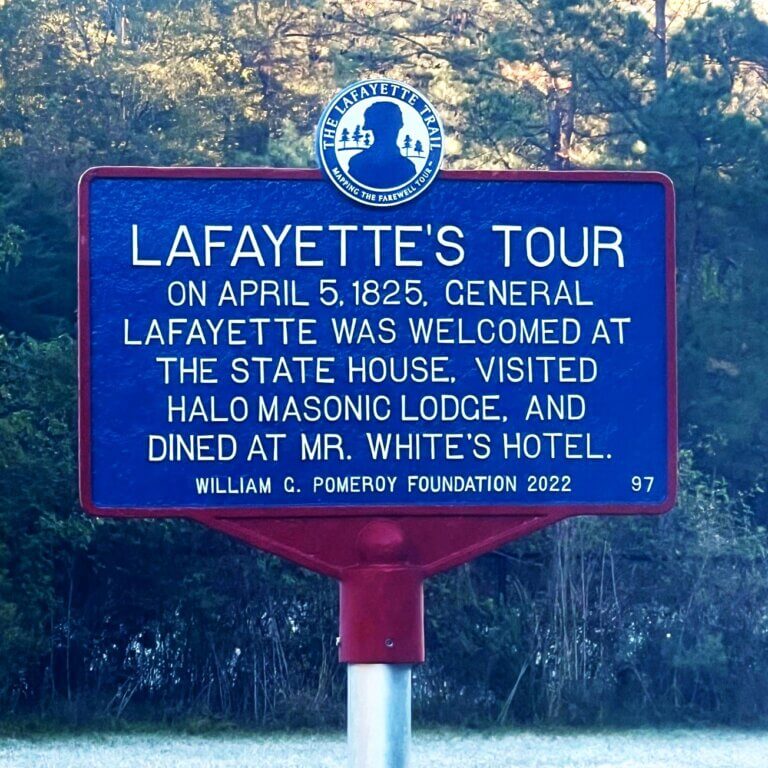 THE LAFAYETTE TRAIL
MAPPING THE FAREWELL TOUR
LAFAYETTE'S TOUR
ON APRIL 5, 1825, GENERAL
LAFAYETTE WAS WELCOMED AT
THE STATE HOUSE, VISITED
HALO MASONIC LODGE, AND
DINED AT MR. WHITE'S HOTEL.
WILLIAM G. POMEROY FOUNDATION 2022 97